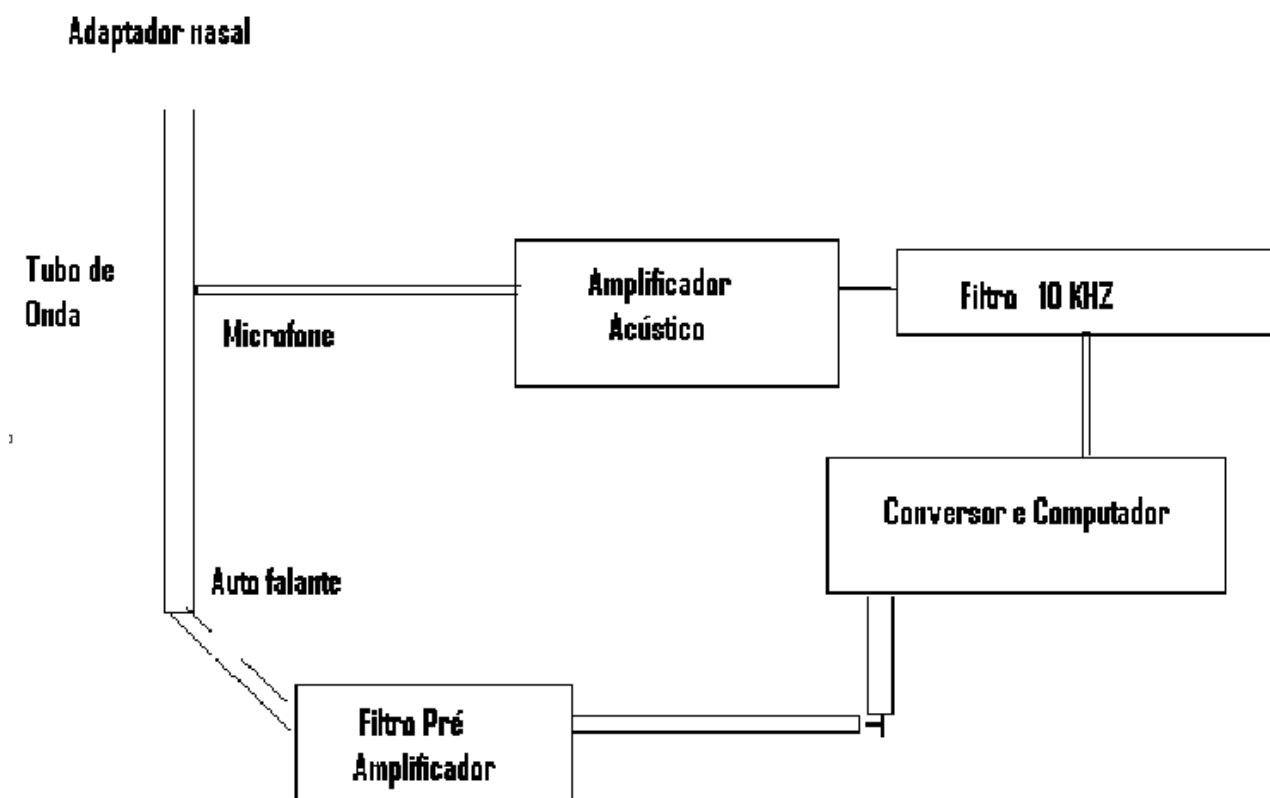 Adaptador nasal
Tubo de
Onda
Microfone
Amplificador
Acústico
Filtro 10 KHZ
Conversor e Computador
Auto falante
Filtro Pré
Amplificador